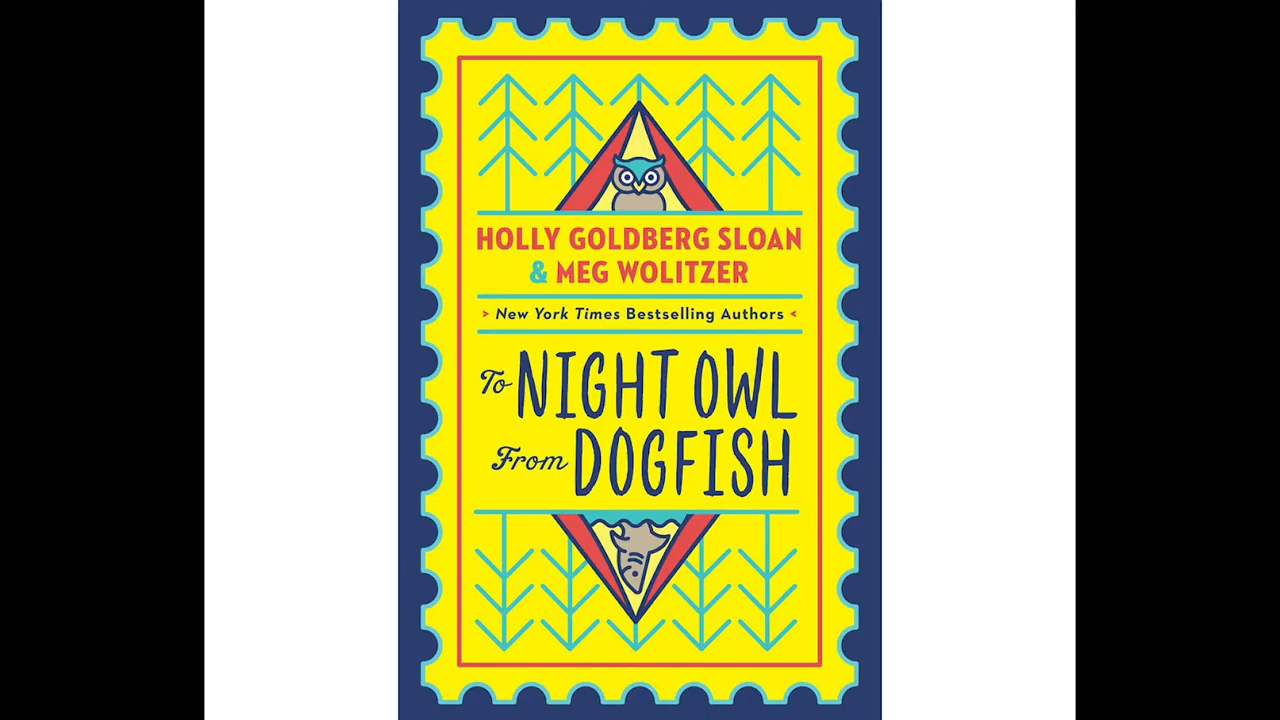 HOLLY GOLDBERG SLOAN
& MEG WOLITZER
> New York Times Bestselling Authors <
To NIGHT OWL
From DOGFISH